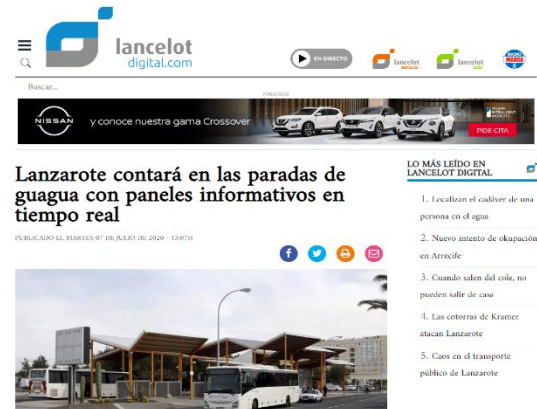 lancelot
digital.com
EN DIRECTO
lancelot
lancelot
RADIO
MARCA
Buscar...
PUBLICIDAD
NISSAN
y conoce nuestra gama Crossover
NISSAN
INTELLIGENT
MOBILITY
PIDE CITA
Lanzarote contará en las paradas de
guagua con paneles informativos en
tiempo real
PUBLICADO EL MARTES 07 DE JULIO DE 2020 - 13:07H
LO MÁS LEÍDO EN
LANCELOT DIGITAL
1. Localizan el cadáver de una
persona en el agua
2. Nuevo intento de okupación
en Arrecife
3. Cuando salen del cole, no
pueden salir de casa
4. Las cotorras de Kramer
atacan Lanzarote
5. Caos en el transporte
público de Lanzarote